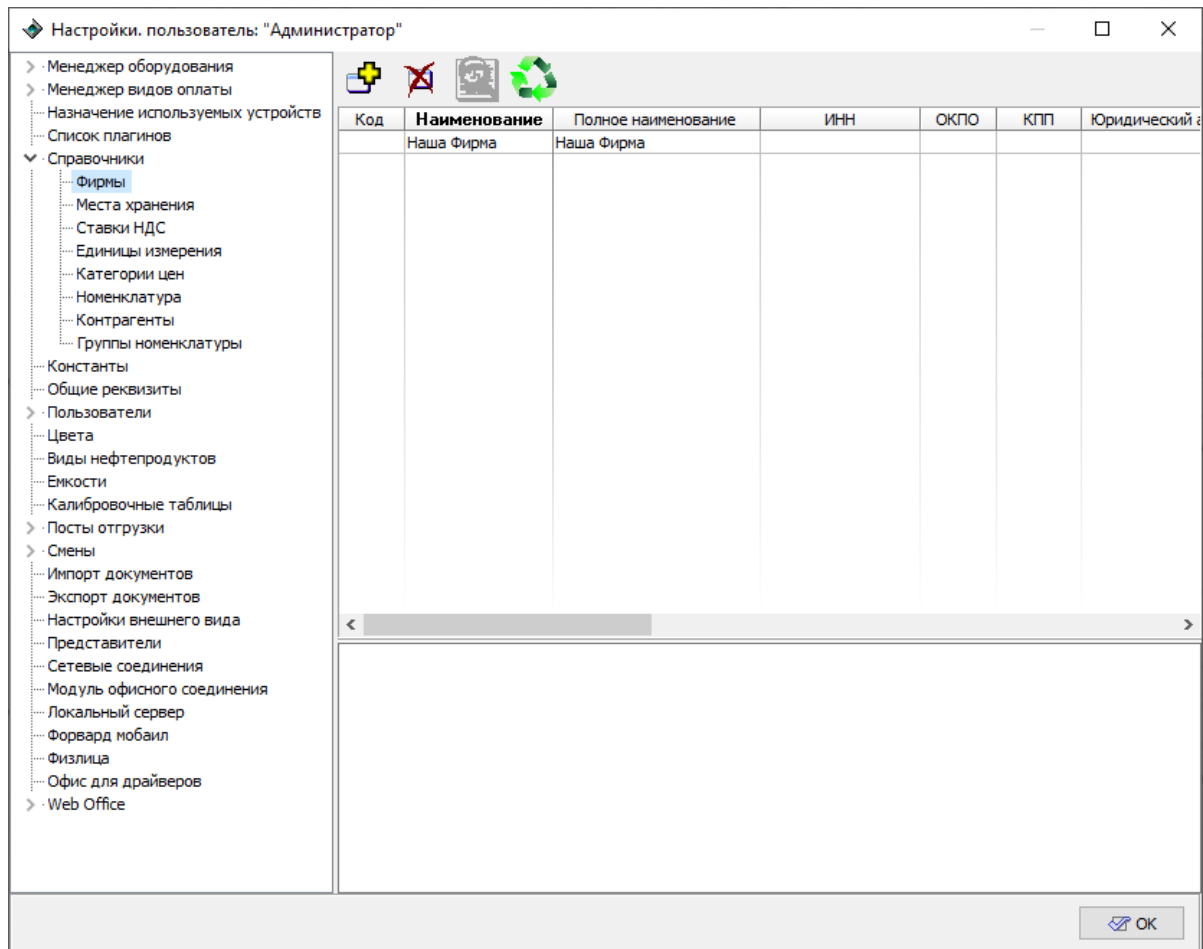 Настройки. пользователь: "Администратор"
Менеджер оборудования
Менеджер видов оплаты
Назначение используемых устройств
Список плагинов
Справочники
Фирмы
Места хранения
Ставки НДС
Единицы измерения
Категории цен
Номенклатура
Контрагенты
Группы номенклатуры
Константы
Общие реквизиты
Пользователи
Цвета
Виды нефтепродуктов
Емкости
Калибровочные таблицы
Посты отгрузки
Смены
Импорт документов
Экспорт документов
Настройки внешнего вида
Представители
Сетевые соединения
Модуль офисного соединения
Локальный сервер
Форвард мобаил
Физлица
Офис для драйверов
Web Office
Код Наименование Полное наименование ИНН ОКПО КПП Юридический а
Наша Фирма Наша Фирма
OK